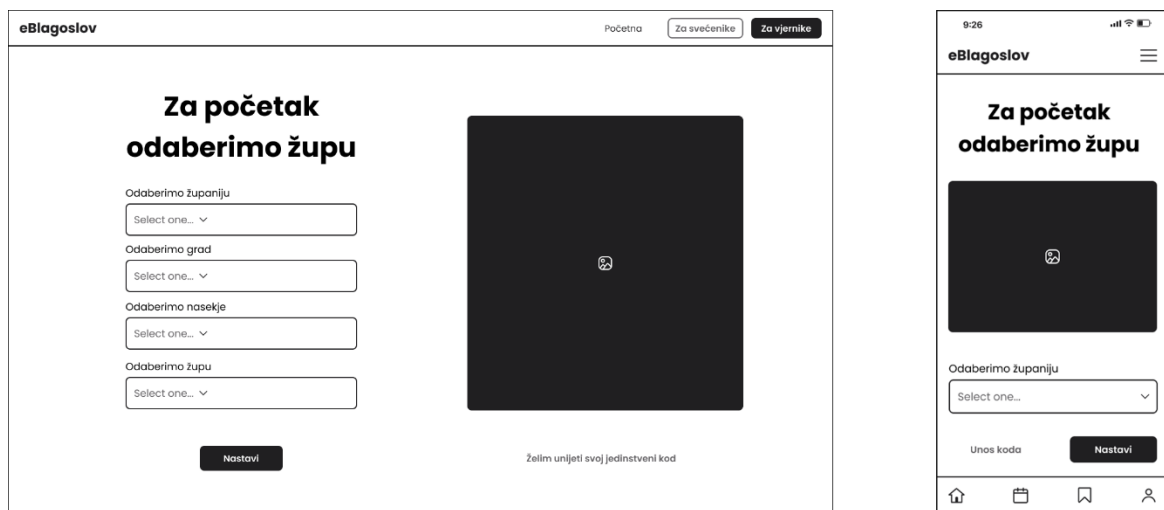 eBlagoslov
Početna
Za svećenike
Za vjernike
Za početak
odaberimo župu
Odaberimo županiju
Select one...
Odaberimo grad
Select one...
Odaberimo nasekje
Select one...
Odaberimo župu
Select one...
Nastavi
Želim unijeti svoj jedinstveni kod
9:26
eBlagoslov
Za početak
odaberimo župu
Odaberimo županiju
Select one...
Unos koda
Nastavi